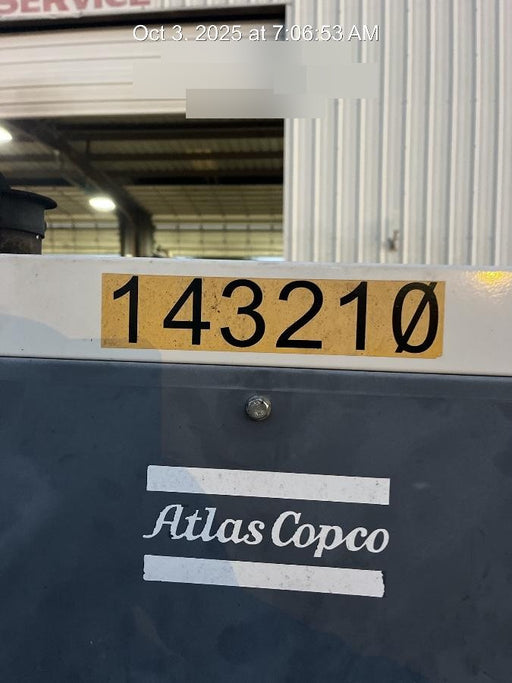 SERVICE
Oct 3, 2025 at 7:06:53 AM
143210
Atlas Copco